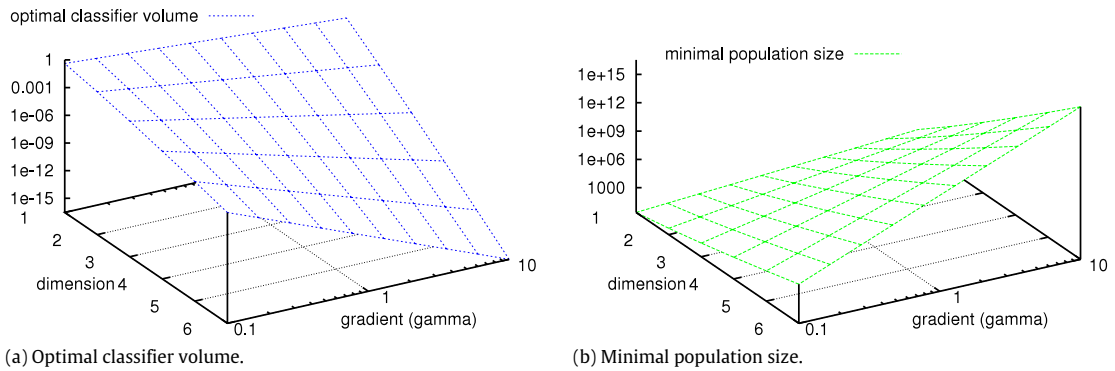 optimal classifier volume
1
0.001
1e-06
1e-09
1e-12
1e-15
1
2
3
dimension 4
5
6
0.1
1
10
gradient (gamma)
(a) Optimal classifier volume.
minimal population size
1e+15
1e+12
1e+09
1e+06
1000
1
2
3
dimension 4
5
6
0.1
1
10
gradient (gamma)
(b) Minimal population size.